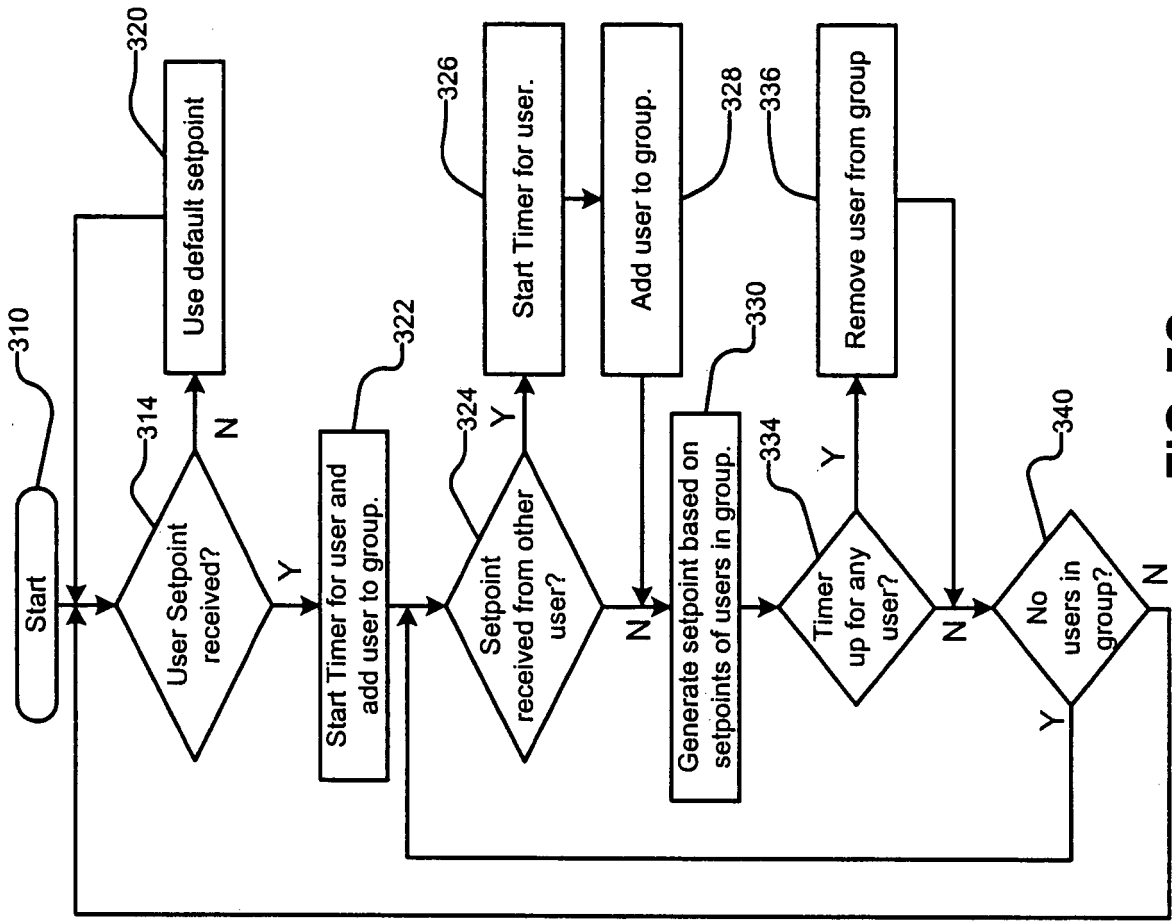 Start
310
User Setpoint
received?
314
N
Use default setpoint
320
Y
Start Timer for user and
add user to group.
322
Setpoint
received from other
user?
324
Y
Start Timer for user.
326
Add user to group.
328
N
Generate setpoint based on
setpoints of users in group.
330
Timer
up for any
user?
334
Y
Remove user from group
336
N
No
users in
group?
340
Y
N